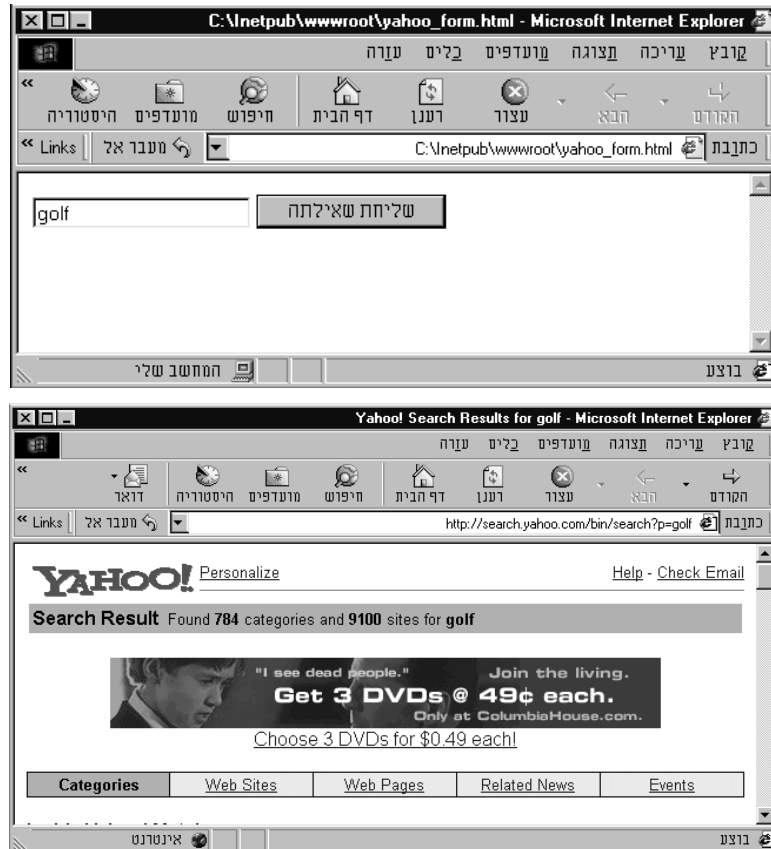 C:\Inetpub\wwwroot\yahoo_form.html - Microsoft Internet Explorer
קובץ עריכה תצוגה מועדפים כלים עזרה
הקודם הבא עצור רענן דף הבית חיפוש מועדפים היסטוריה »
כתובת C:\Inetpub\wwwroot\yahoo_form.html מעבר אל Links »
golf שליחת שאילתה
בוצע המחשב שלי
Yahoo! Search Results for golf - Microsoft Internet Explorer
קובץ עריכה תצוגה מועדפים כלים עזרה
הקודם הבא עצור רענן דף הבית חיפוש מועדפים היסטוריה דואר »
כתובת http://search.yahoo.com/bin/search?p=golf מעבר אל Links »
YAHOO! Personalize Help - Check Email
Search Result Found 784 categories and 9100 sites for golf
"I see dead people." Join the living.
Get 3 DVDs @ 49¢ each.
Only at ColumbiaHouse.com.
Choose 3 DVDs for $0.49 each!
Categories Web Sites Web Pages Related News Events
בוצע אינטרנט